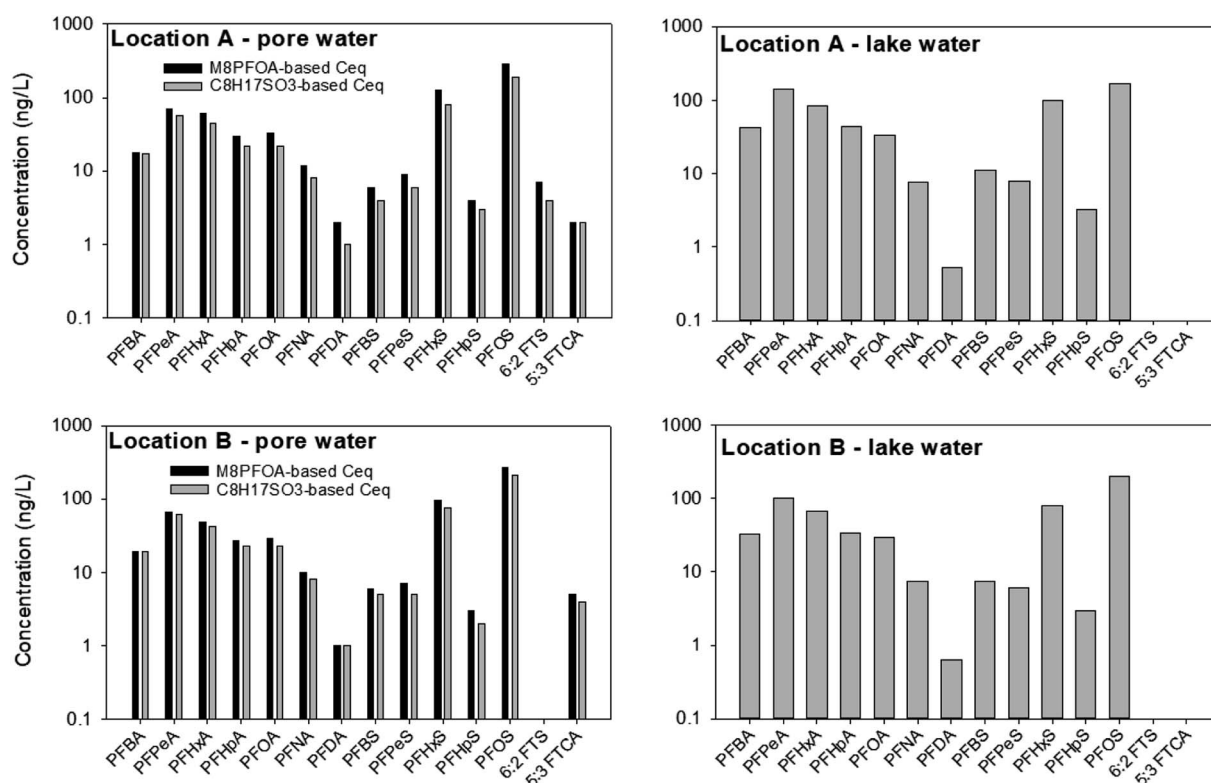 Location A - pore water
M8PFOA-based Ceq
C8H17SO3-based Ceq
Concentration (ng/L)
1000
100
10
1
0.1
PFBA
PFPeA
PFHxA
PFHpA
PFOA
PFNA
PFDA
PFBS
PFPeS
PFHxS
PFHpS
PFOS
6:2 FTS
5:3 FTCA
Location A - lake water
1000
100
10
1
0.1
PFBA
PFPeA
PFHxA
PFHpA
PFOA
PFNA
PFDA
PFBS
PFPeS
PFHxS
PFHpS
PFOS
6:2 FTS
5:3 FTCA
Location B - pore water
M8PFOA-based Ceq
C8H17SO3-based Ceq
Concentration (ng/L)
1000
100
10
1
0.1
PFBA
PFPeA
PFHxA
PFHpA
PFOA
PFNA
PFDA
PFBS
PFPeS
PFHxS
PFHpS
PFOS
6:2 FTS
5:3 FTCA
Location B - lake water
1000
100
10
1
0.1
PFBA
PFPeA
PFHxA
PFHpA
PFOA
PFNA
PFDA
PFBS
PFPeS
PFHxS
PFHpS
PFOS
6:2 FTS
5:3 FTCA